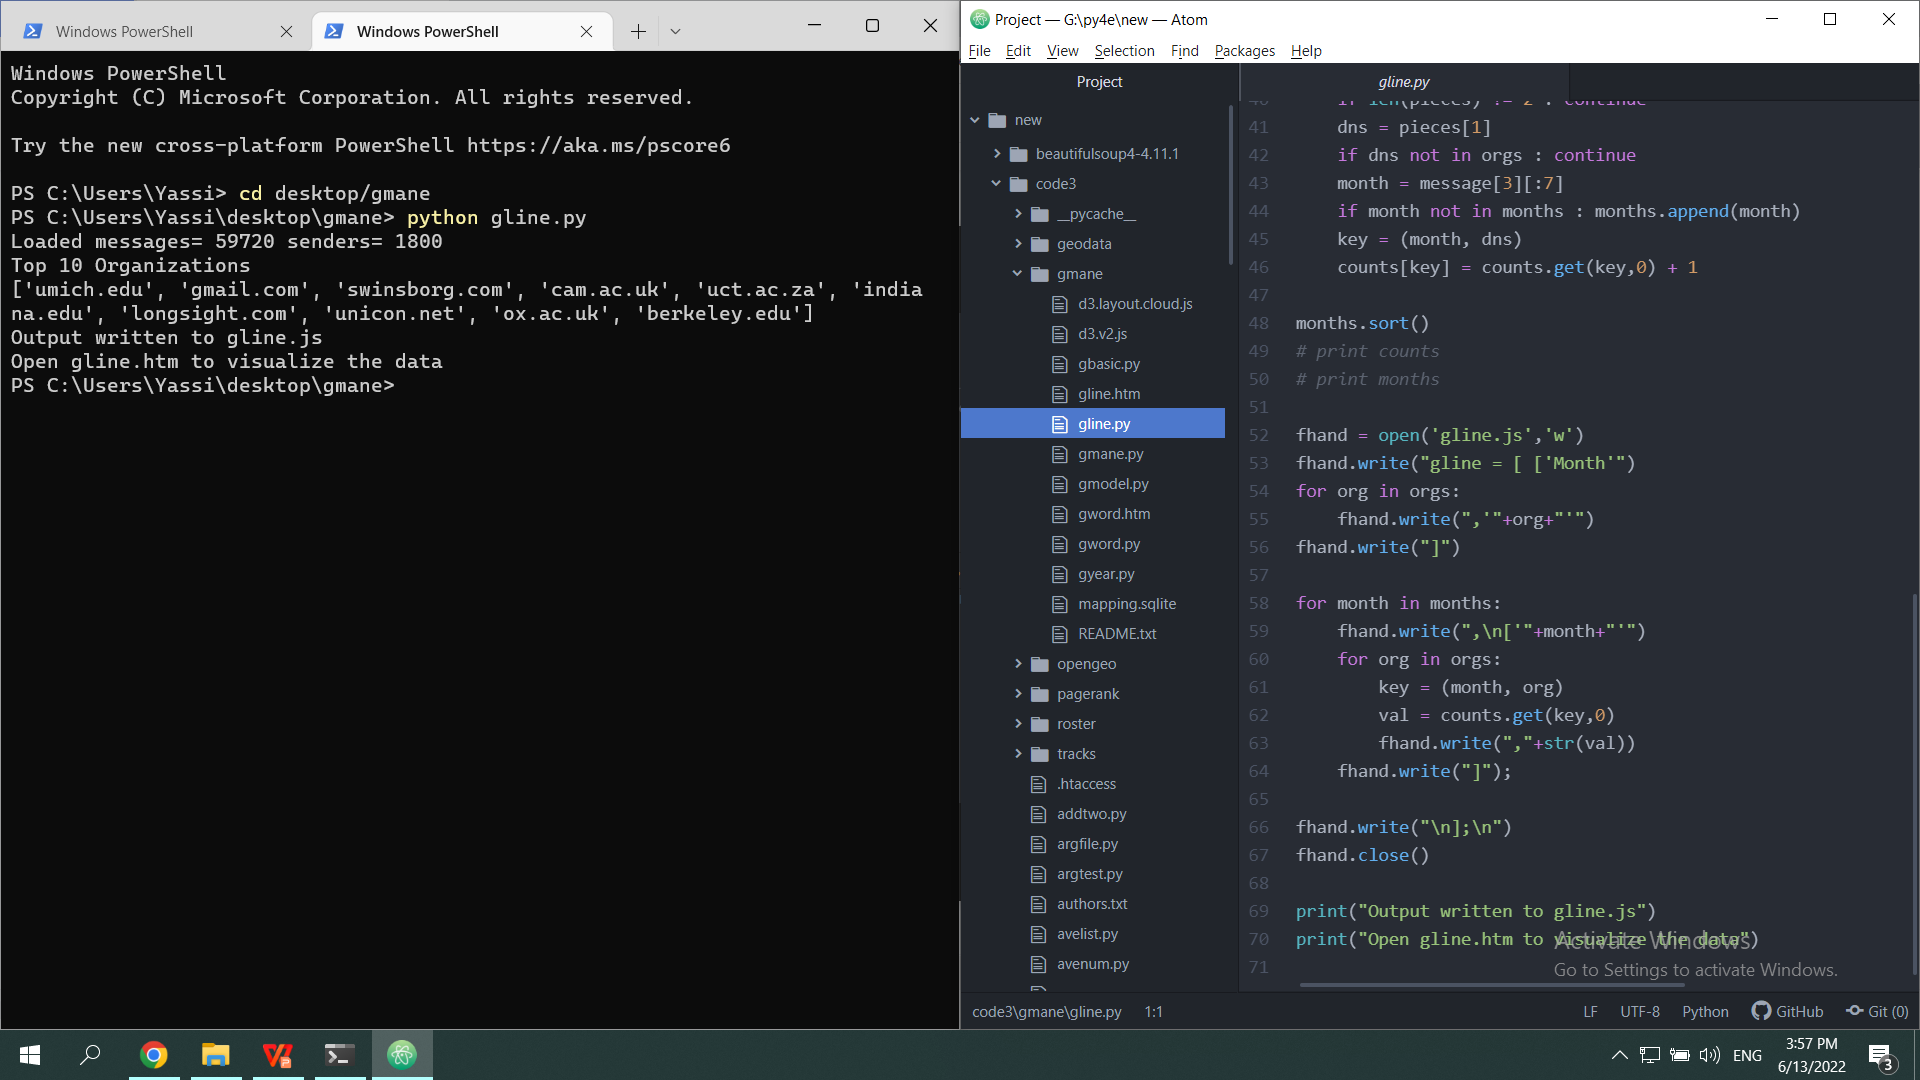 Windows PowerShell
Windows PowerShell
Windows PowerShell
Copyright (C) Microsoft Corporation. All rights reserved.
Try the new cross-platform PowerShell https://aka.ms/pscore6
PS C:\Users\Yassi> cd desktop/gmane
PS C:\Users\Yassi\desktop\gmane> python gline.py
Loaded messages= 59720 senders= 1800
Top 10 Organizations
['umich.edu', 'gmail.com', 'swinsborg.com', 'cam.ac.uk', 'uct.ac.za', 'india
na.edu', 'longsight.com', 'unicon.net', 'ox.ac.uk', 'berkeley.edu']
Output written to gline.js
Open gline.htm to visualize the data
PS C:\Users\Yassi\desktop\gmane>
Project — G:\py4e\new — Atom
File Edit View Selection Find Packages Help
Project
new
beautifulsoup4-4.11.1
code3
__pycache__
geodata
gmane
d3.layout.cloud.js
d3.v2.js
gbasic.py
gline.htm
gline.py
gmane.py
gmodel.py
gword.htm
gword.py
gyear.py
mapping.sqlite
README.txt
opengeo
pagerank
roster
tracks
.htaccess
addtwo.py
argfile.py
argtest.py
authors.txt
avelist.py
avenum.py
gline.py
40 if len(pieces) != 2 : continue
41 dns = pieces[1]
42 if dns not in orgs : continue
43 month = message[3][:7]
44 if month not in months : months.append(month)
45 key = (month, dns)
46 counts[key] = counts.get(key,0) + 1
47
48 months.sort()
49 # print counts
50 # print months
51
52 fhand = open('gline.js','w')
53 fhand.write("gline = [ ['Month'")
54 for org in orgs:
55 fhand.write(",'"+org+"'")
56 fhand.write("]")
57
58 for month in months:
59 fhand.write(",\n['"+month+"'")
60 for org in orgs:
61 key = (month, org)
62 val = counts.get(key,0)
63 fhand.write(","+str(val))
64 fhand.write("]");
65
66 fhand.write("\n];\n")
67 fhand.close()
68
69 print("Output written to gline.js")
70 print("Open gline.htm to visualize the data")
71
Activate Windows
Go to Settings to activate Windows.
code3\gmane\gline.py 1:1
LF UTF-8 Python GitHub Git (0)
ENG
3:57 PM
6/13/2022
3